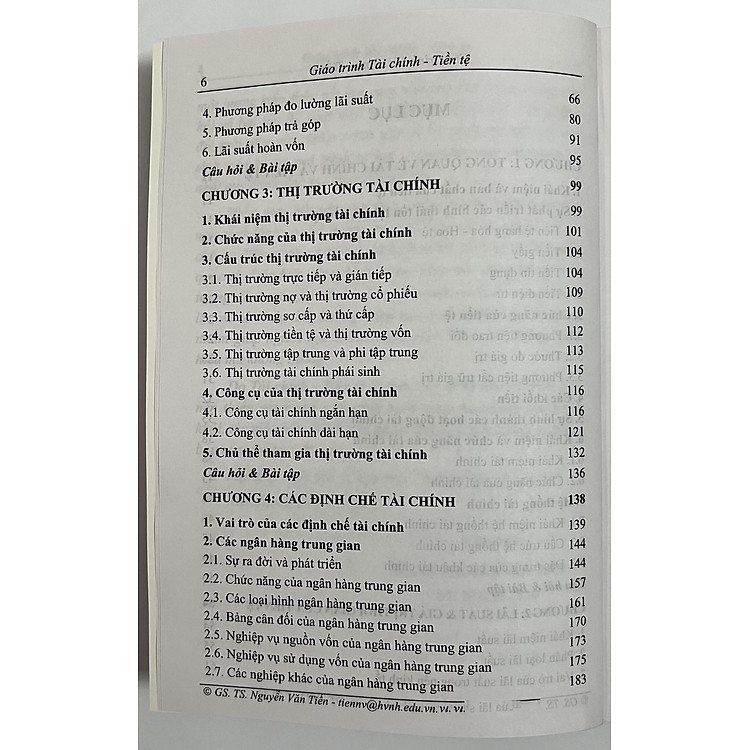 6 Giáo trình Tài chính - Tiền tệ
4. Phương pháp đo lường lãi suất 66
5. Phương pháp trả góp 80
6. Lãi suất hoàn vốn 91
Câu hỏi & Bài tập 95
CHƯƠNG 3: THỊ TRƯỜNG TÀI CHÍNH 99
1. Khái niệm thị trường tài chính 99
2. Chức năng của thị trường tài chính 101
3. Cấu trúc thị trường tài chính 104
3.1. Thị trường trực tiếp và gián tiếp 104
3.2. Thị trường nợ và thị trường cổ phiếu 109
3.3. Thị trường sơ cấp và thứ cấp 110
3.4. Thị trường tiền tệ và thị trường vốn 112
3.5. Thị trường tập trung và phi tập trung 113
3.6. Thị trường tài chính phái sinh 115
4. Công cụ của thị trường tài chính 116
4.1. Công cụ tài chính ngắn hạn 116
4.2. Công cụ tài chính dài hạn 121
5. Chủ thể tham gia thị trường tài chính 132
Câu hỏi & Bài tập 136
CHƯƠNG 4: CÁC ĐỊNH CHẾ TÀI CHÍNH 138
1. Vai trò của các định chế tài chính 139
2. Các ngân hàng trung gian 144
2.1. Sự ra đời và phát triển 144
2.2. Chức năng của ngân hàng trung gian 157
2.3. Các loại hình ngân hàng trung gian 161
2.4. Bảng cân đối của ngân hàng trung gian 170
2.5. Nghiệp vụ nguồn vốn của ngân hàng trung gian 173
2.6. Nghiệp vụ sử dụng vốn của ngân hàng trung gian 175
2.7. Các nghiệp khác của ngân hàng trung gian 183
© GS. TS. Nguyễn Văn Tiến - tiennv@hvnh.edu.vn. vt. vt.